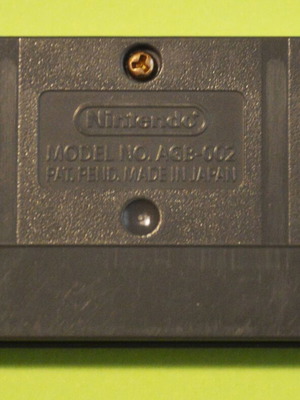 Nintendo
MODEL NO. AGB-002
PAT. PEND. MADE IN JAPAN